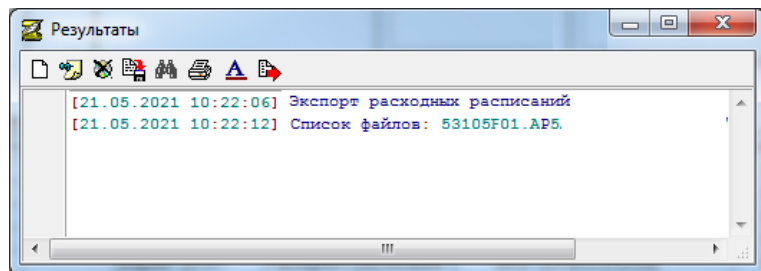 Результаты
[21.05.2021 10:22:06] Экспорт расходных расписаний
[21.05.2021 10:22:12] Список файлов: 53105F01.AP5.